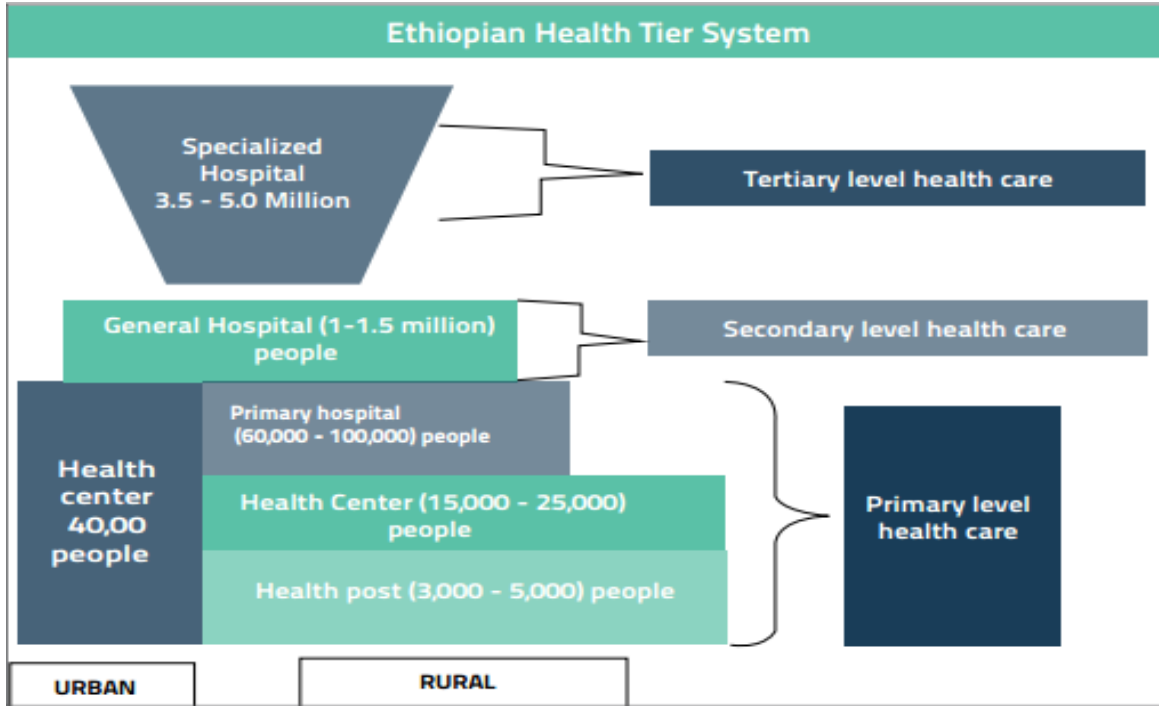 Ethiopian Health Tier System
Specialized
Hospital
3.5 - 5.0 Million
Tertiary level health care
General Hospital (1-1.5 million)
people
Secondary level health care
Health
center
40,00
people
Primary hospital
(60,000 - 100,000) people
Health Center (15,000 - 25,000)
people
Health post (3,000 - 5,000) people
Primary level
health care
URBAN
RURAL